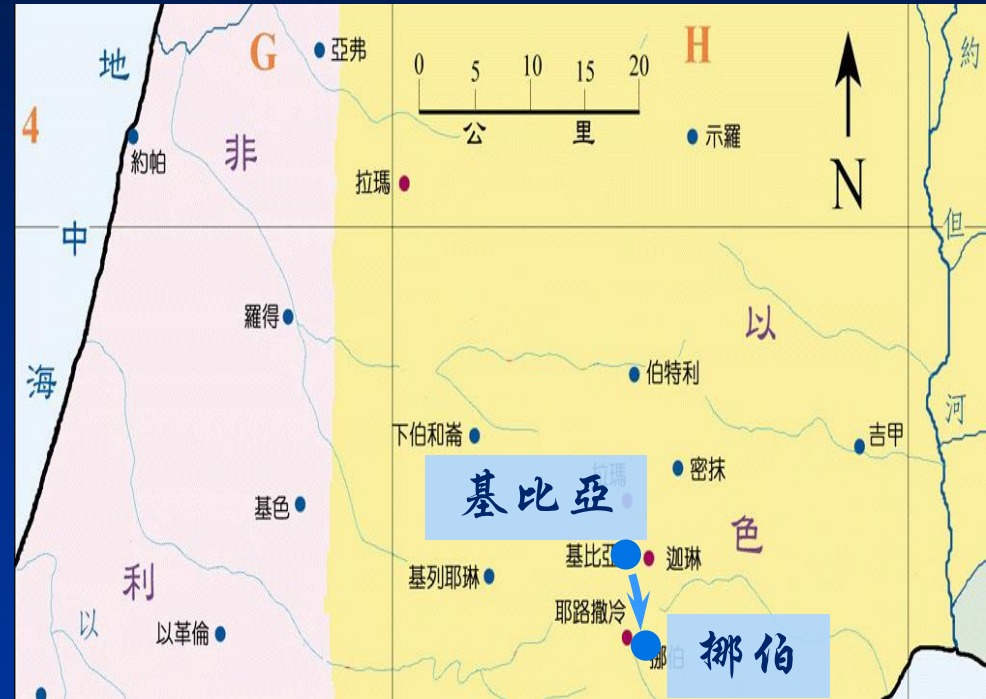 地
中
海
4
G
H
0 5 10 15 20
公 里
N
亞弗
約帕
非
拉瑪
示羅
約
但
河
羅得
以
伯特利
下伯和崙
吉甲
拉瑪
密抹
基比亞
基色
色
基比亞
迦琳
利
基列耶琳
耶路撒冷
以
以革倫
挪伯
挪伯